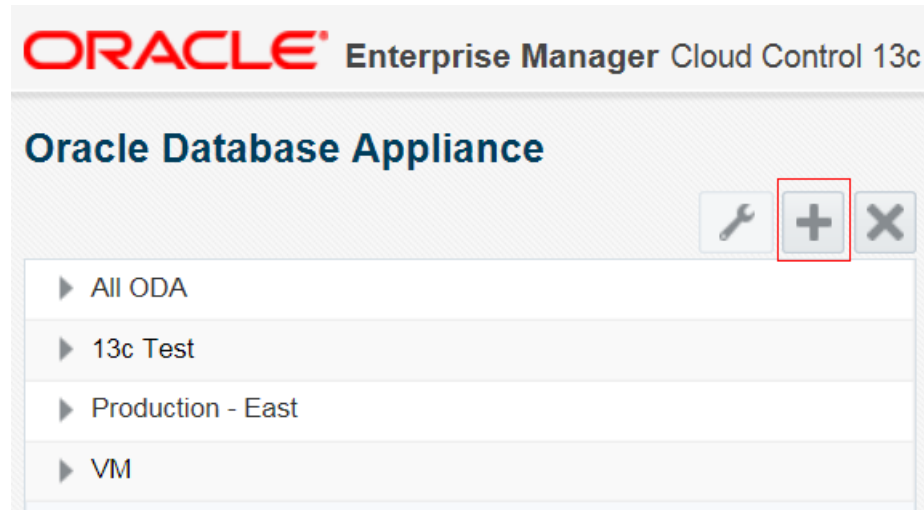 ORACLE Enterprise Manager Cloud Control 13c
Oracle Database Appliance
All ODA
13c Test
Production - East
VM